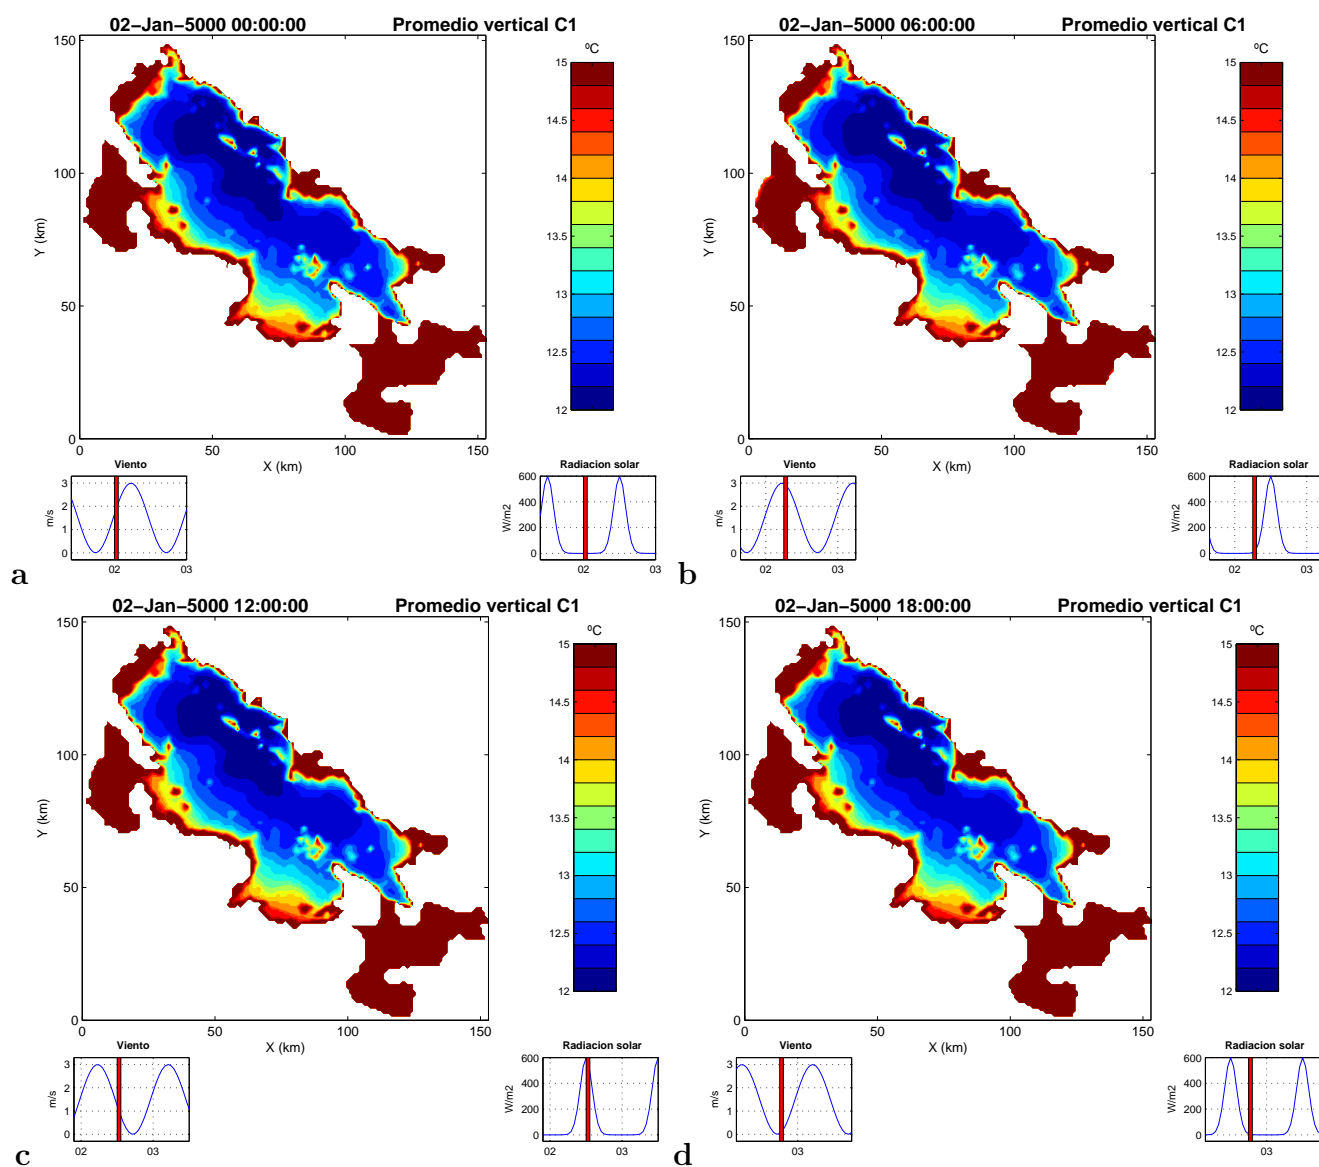 02-Jan-5000 00:00:00 Promedio vertical C1
ºC
150
100
50
0
Y (km)
0 50 100 150
X (km)
15
14.5
14
13.5
13
12.5
12
Viento
3
2
1
0
m/s
02 03
Radiacion solar
600
400
200
0
W/m2
02 03
a
02-Jan-5000 06:00:00 Promedio vertical C1
ºC
150
100
50
0
Y (km)
0 50 100 150
X (km)
15
14.5
14
13.5
13
12.5
12
Viento
3
2
1
0
m/s
02 03
Radiacion solar
600
400
200
0
W/m2
02 03
b
02-Jan-5000 12:00:00 Promedio vertical C1
ºC
150
100
50
0
Y (km)
0 50 100 150
X (km)
15
14.5
14
13.5
13
12.5
12
Viento
3
2
1
0
m/s
02 03
Radiacion solar
600
400
200
0
W/m2
02 03
c
02-Jan-5000 18:00:00 Promedio vertical C1
ºC
150
100
50
0
Y (km)
0 50 100 150
X (km)
15
14.5
14
13.5
13
12.5
12
Viento
3
2
1
0
m/s
03
Radiacion solar
600
400
200
0
W/m2
03
d